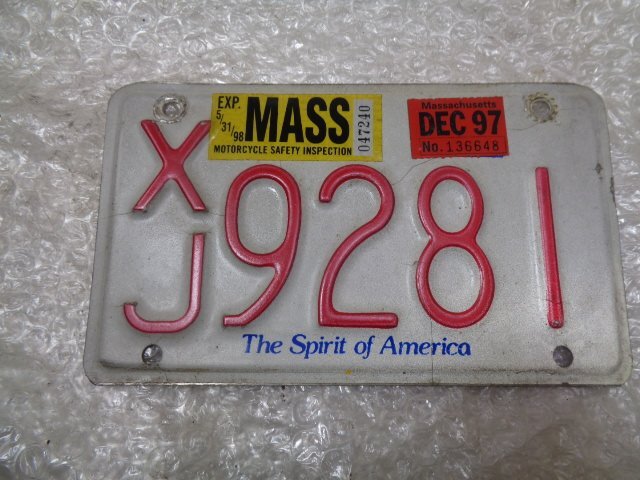 EXP.
5/31/98
MASS
047240
MOTORCYCLE SAFETY INSPECTION
Massachusetts
DEC 97
No. 136648
XJ 9281
The Spirit of America